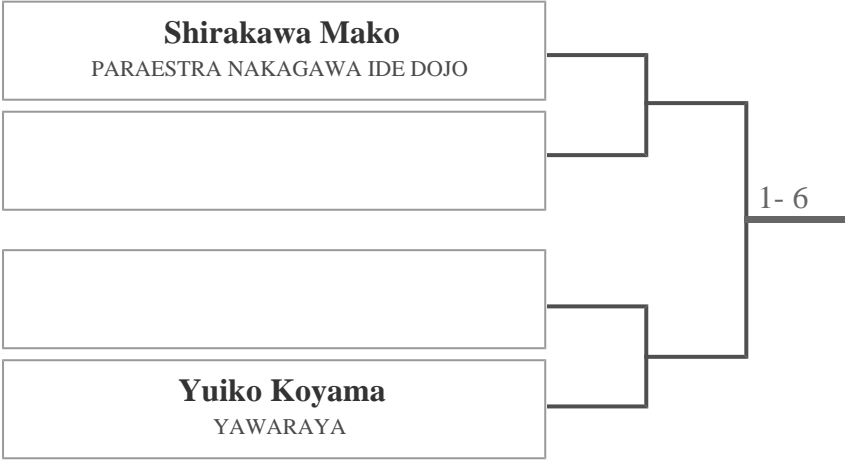 Shirakawa Mako
PARAESTRA NAKAGAWA IDE DOJO
1- 6
Yuiko Koyama
YAWARAYA